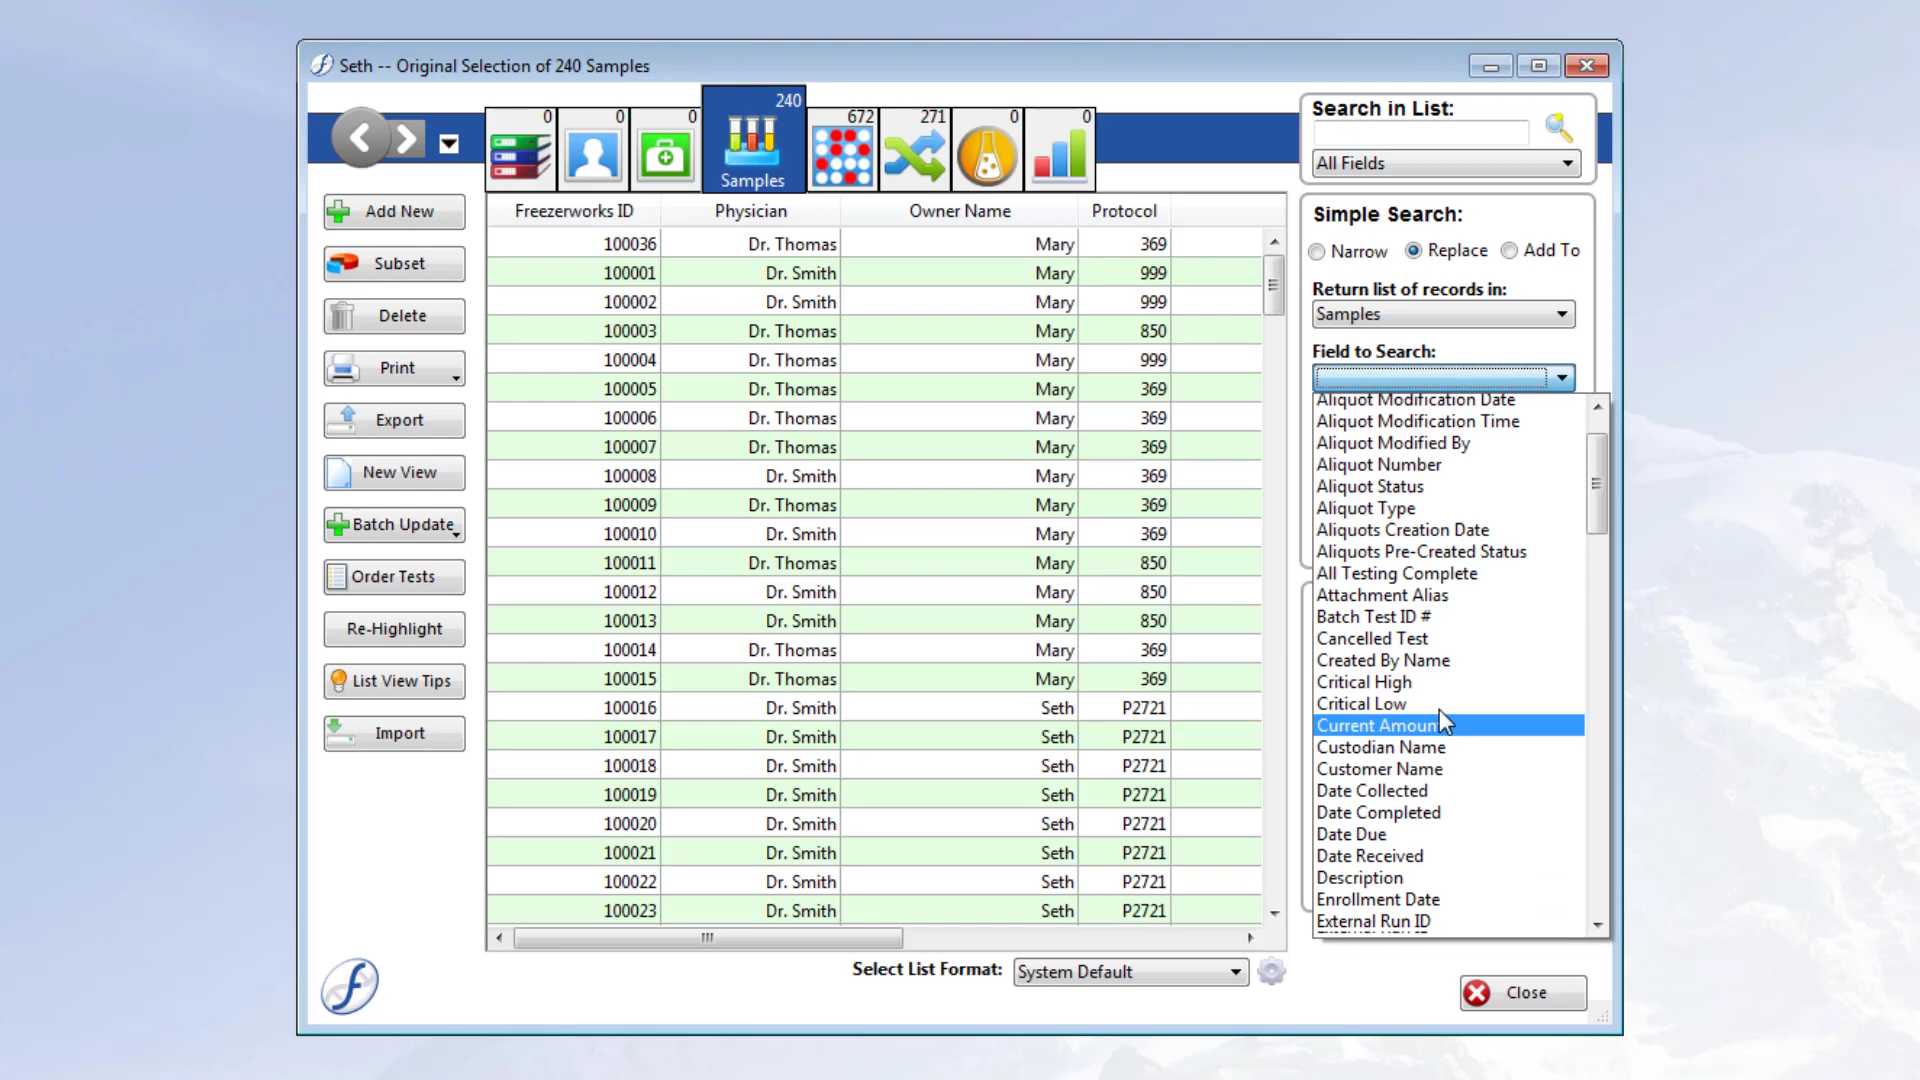 Seth -- Original Selection of 240 Samples
0
0
0
240
Samples
672
271
0
0
Search in List:
All Fields
Add New
Subset
Delete
Print
Export
New View
Batch Update
Order Tests
Re-Highlight
List View Tips
Import
Freezerworks ID Physician Owner Name Protocol
100036 Dr. Thomas Mary 369
100001 Dr. Smith Mary 999
100002 Dr. Smith Mary 999
100003 Dr. Thomas Mary 850
100004 Dr. Thomas Mary 999
100005 Dr. Thomas Mary 369
100006 Dr. Thomas Mary 369
100007 Dr. Thomas Mary 369
100008 Dr. Smith Mary 369
100009 Dr. Thomas Mary 369
100010 Dr. Smith Mary 369
100011 Dr. Thomas Mary 850
100012 Dr. Smith Mary 850
100013 Dr. Smith Mary 850
100014 Dr. Thomas Mary 369
100015 Dr. Thomas Mary 369
100016 Dr. Smith Seth P2721
100017 Dr. Smith Seth P2721
100018 Dr. Smith Seth P2721
100019 Dr. Smith Seth P2721
100020 Dr. Smith Seth P2721
100021 Dr. Smith Seth P2721
100022 Dr. Smith Seth P2721
100023 Dr. Smith Seth P2721
Select List Format: System Default
Simple Search:
Narrow Replace Add To
Return list of records in:
Samples
Field to Search:
Aliquot Modification Date
Aliquot Modification Time
Aliquot Modified By
Aliquot Number
Aliquot Status
Aliquot Type
Aliquots Creation Date
Aliquots Pre-Created Status
All Testing Complete
Attachment Alias
Batch Test ID #
Cancelled Test
Created By Name
Critical High
Critical Low
Current Amount
Custodian Name
Customer Name
Date Collected
Date Completed
Date Due
Date Received
Description
Enrollment Date
External Run ID
Close